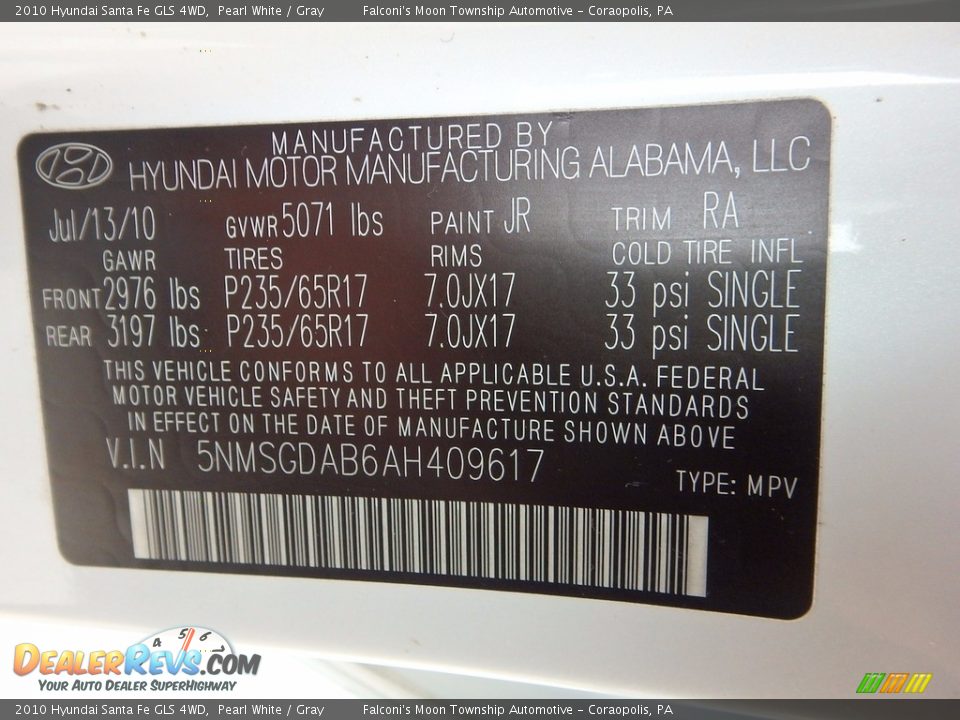 2010 Hyundai Santa Fe GLS 4WD, Pearl White / Gray Falconi's Moon Township Automotive - Coraopolis, PA
MANUFACTURED BY
HYUNDAI MOTOR MANUFACTURING ALABAMA, LLC
Jul/13/10 GVWR 5071 lbs PAINT JR TRIM RA
GAWR TIRES RIMS COLD TIRE INFL
FRONT 2976 lbs P235/65R17 7.0JX17 33 psi SINGLE
REAR 3197 lbs P235/65R17 7.0JX17 33 psi SINGLE
THIS VEHICLE CONFORMS TO ALL APPLICABLE U.S.A. FEDERAL
MOTOR VEHICLE SAFETY AND THEFT PREVENTION STANDARDS
IN EFFECT ON THE DATE OF MANUFACTURE SHOWN ABOVE
V.I.N 5NMSGDAB6AH409617
TYPE: MPV
4 5 6
DEALERREVS.COM
YOUR AUTO DEALER SUPERHIGHWAY
2010 Hyundai Santa Fe GLS 4WD, Pearl White / Gray Falconi's Moon Township Automotive - Coraopolis, PA